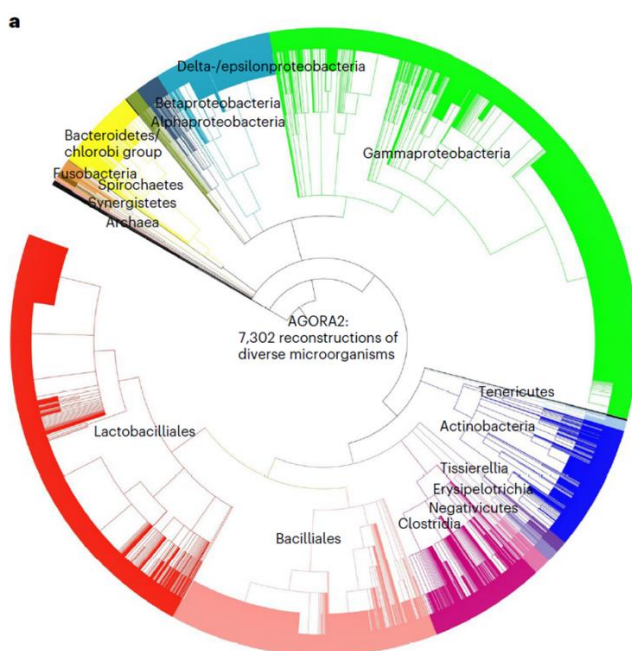 a
Delta-/epsilonproteobacteria
Betaproteobacteria
Alphaproteobacteria
Bacteroidetes/
chlorobi group
Gammaproteobacteria
Fusobacteria
Spirochaetes
Synergistetes
Archaea
AGORA2:
7,302 reconstructions of
diverse microorganisms
Tenericutes
Actinobacteria
Lactobacilliales
Tissierellia
Erysipelotrichia
Negativicutes
Clostridia
Bacilliales